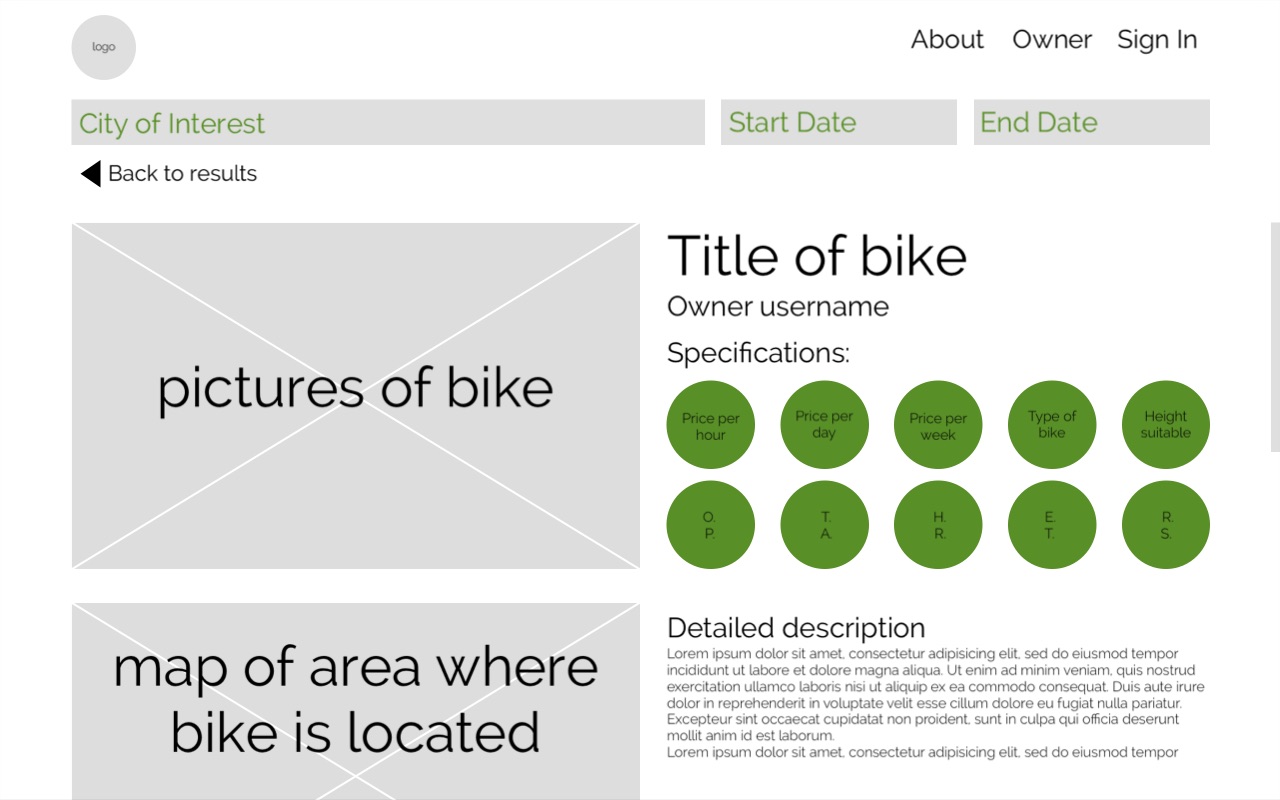 logo
About Owner Sign In
City of Interest Start Date End Date
Back to results
pictures of bike
Title of bike
Owner username
Specifications:
Price per
hour
Price per
day
Price per
week
Type of
bike
Height
suitable
O.
P.
T.
A.
H.
R.
E.
T.
R.
S.
map of area where
bike is located
Detailed description
Lorem ipsum dolor sit amet, consectetur adipisicing elit, sed do eiusmod tempor
incididunt ut labore et dolore magna aliqua. Ut enim ad minim veniam, quis nostrud
exercitation ullamco laboris nisi ut aliquip ex ea commodo consequat. Duis aute irure
dolor in reprehenderit in voluptate velit esse cillum dolore eu fugiat nulla pariatur.
Excepteur sint occaecat cupidatat non proident, sunt in culpa qui officia deserunt
mollit anim id est laborum.
Lorem ipsum dolor sit amet, consectetur adipisicing elit, sed do eiusmod tempor